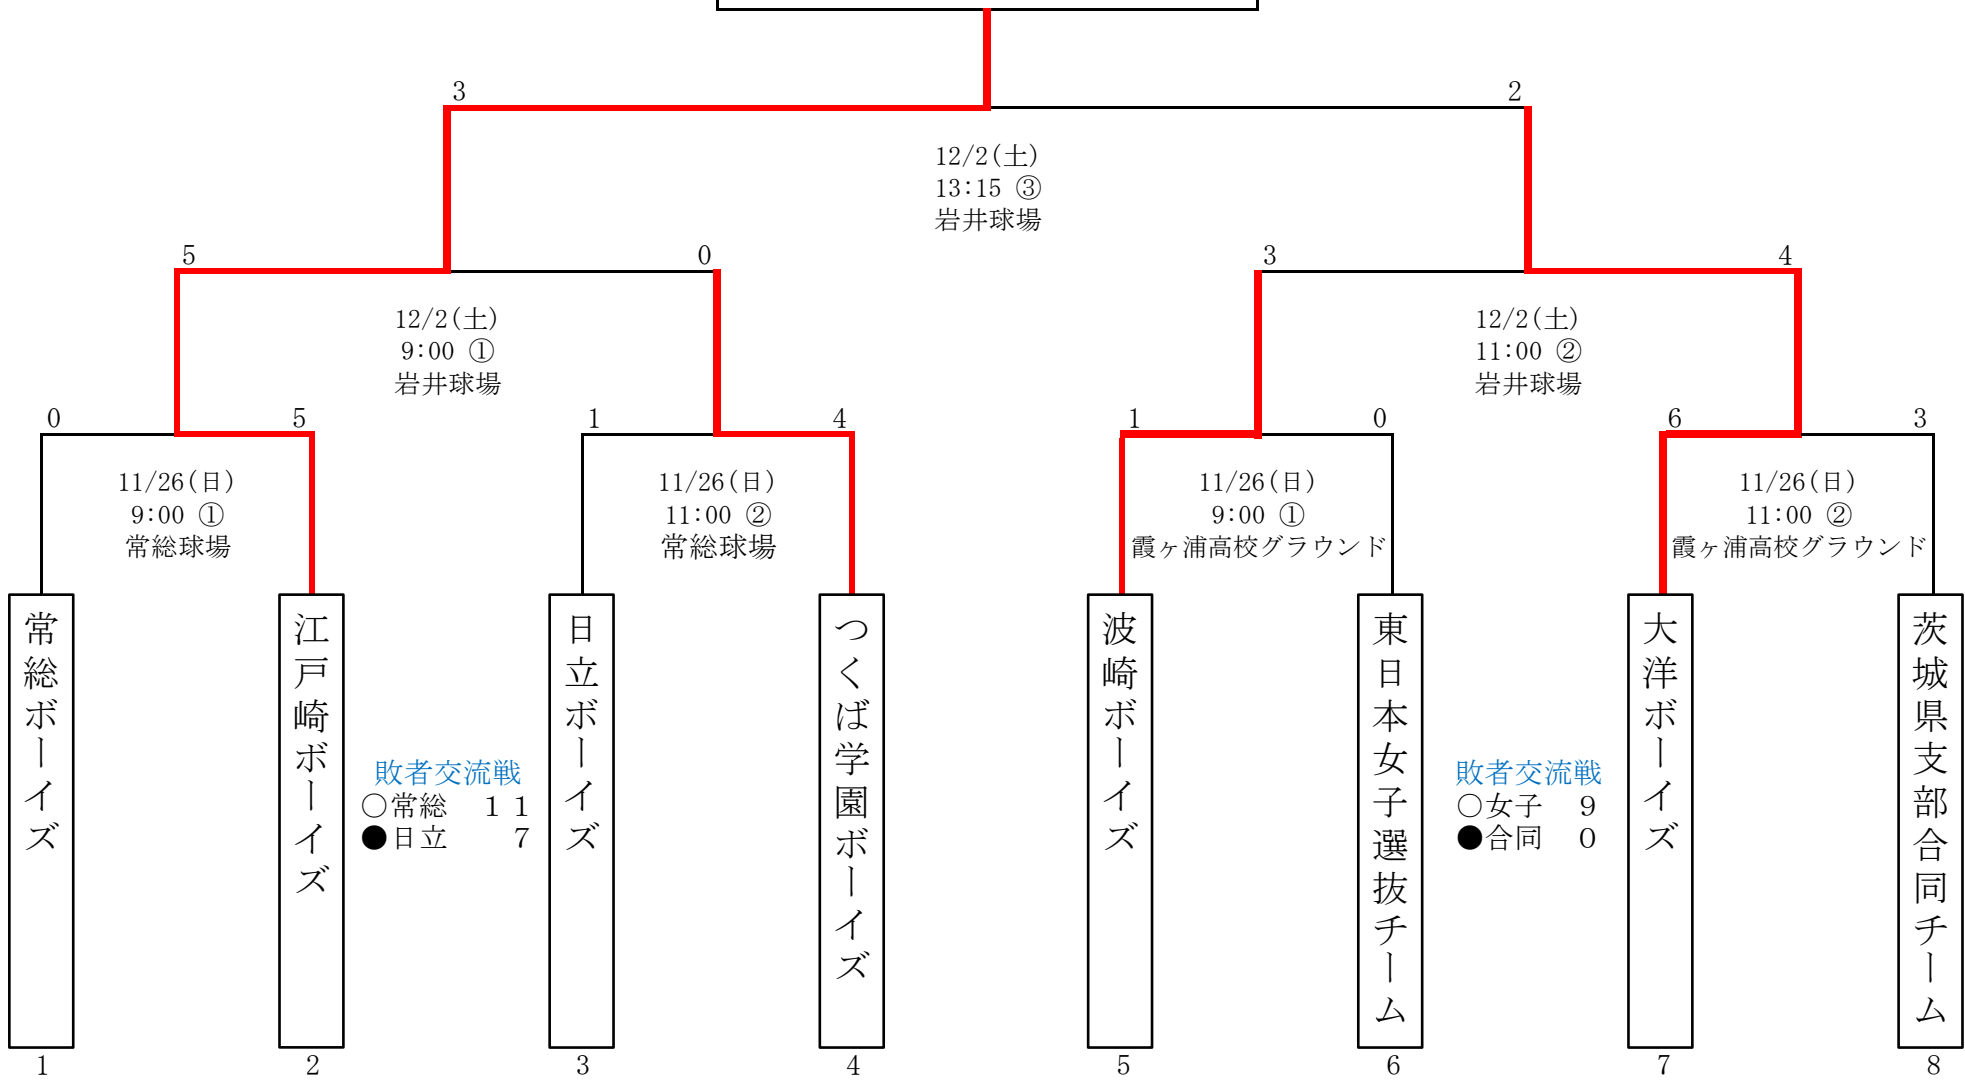 3
2
12/2(土)
13:15 ③
岩井球場
5
0
3
4
12/2(土)
9:00 ①
岩井球場
12/2(土)
11:00 ②
岩井球場
0
5
1
4
1
0
6
3
11/26(日)
9:00 ①
常総球場
11/26(日)
11:00 ②
常総球場
11/26(日)
9:00 ①
霞ヶ浦高校グラウンド
11/26(日)
11:00 ②
霞ヶ浦高校グラウンド
常総ボーイズ
江戸崎ボーイズ
敗者交流戦
○常総 11
●日立 7
日立ボーイズ
つくば学園ボーイズ
波崎ボーイズ
東日本女子選抜チーム
敗者交流戦
○女子 9
●合同 0
大洋ボーイズ
茨城県支部合同チーム
1
2
3
4
5
6
7
8